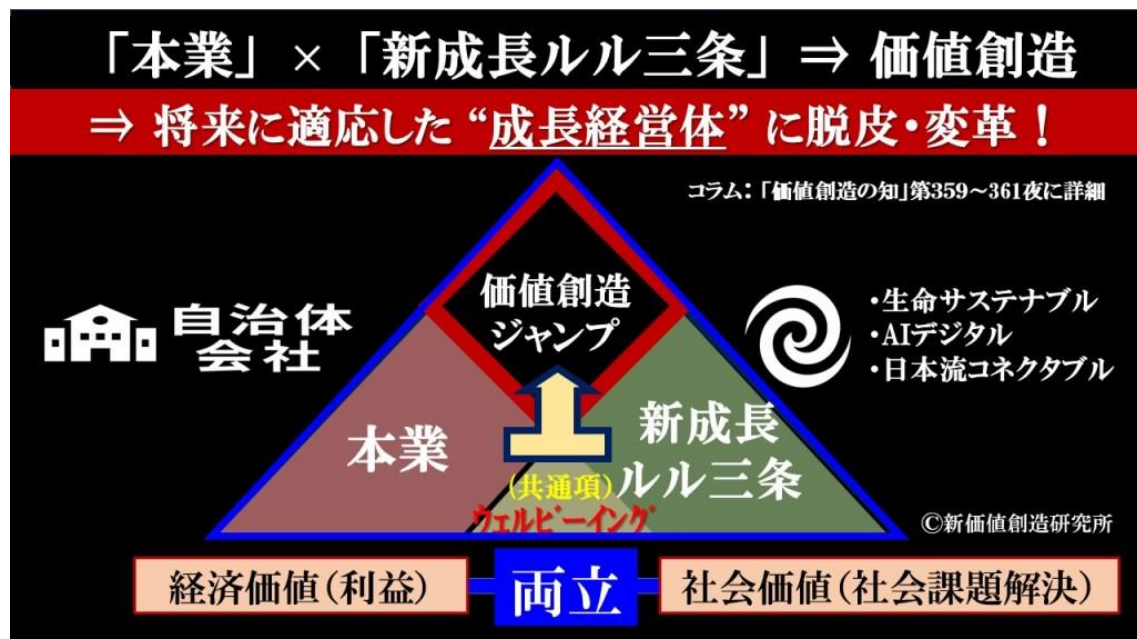 「本業」×「新成長ルル三条」⇒ 価値創造
⇒ 将来に適応した“成長経営体”に脱皮・変革！
コラム：「価値創造の知」第359～361夜に詳細
価値創造
ジャンプ
自治体
会社
・生命サステナブル
・AIデジタル
・日本流コネクタブル
本業
新成長
ルル三条
(共通項)
ウェルビーイング
©新価値創造研究所
経済価値(利益)
両立
社会価値(社会課題解決)